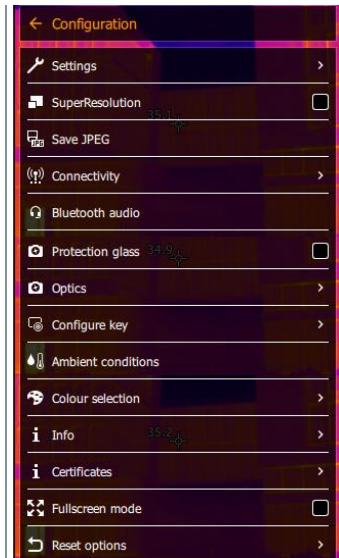 Configuration
Settings
SuperResolution
35.1
JPG
Save JPEG
Connectivity
Bluetooth audio
Protection glass
34.9
Optics
Configure key
Ambient conditions
Colour selection
Info
35.2
Certificates
Fullscreen mode
Reset options